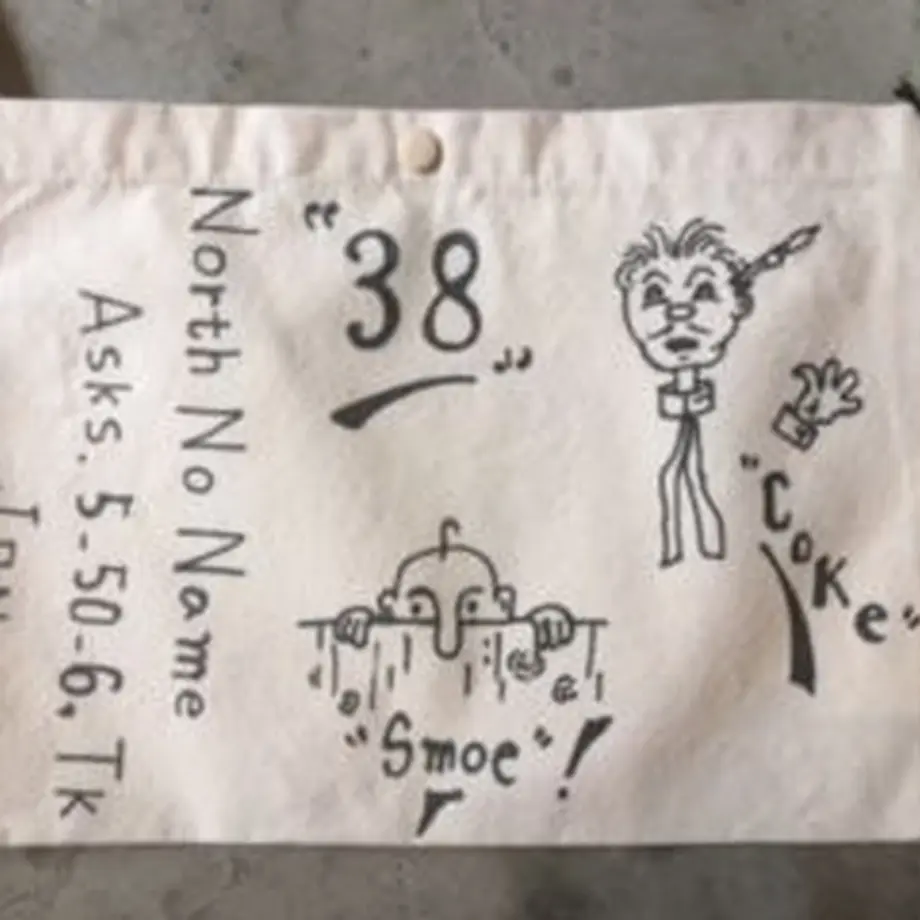 North No Name
Asks. 5-50-6, Tk
"38"
"Smoe"!
"Coke"